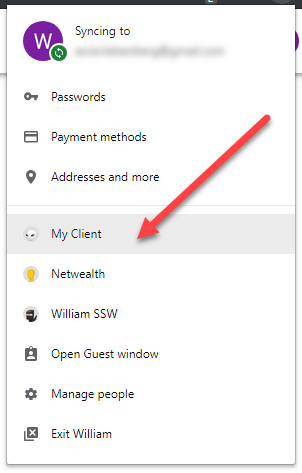 W
Syncing to
Passwords
Payment methods
Addresses and more
My Client
Netwealth
William SSW
Open Guest window
Manage people
Exit William